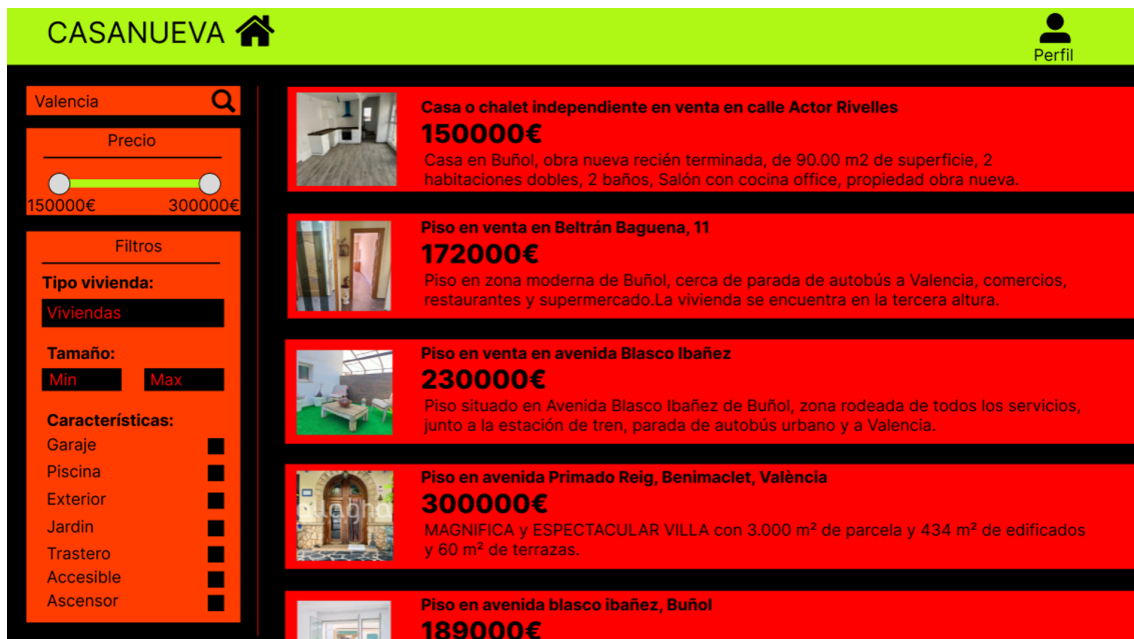 CASANUEVA
Perfil
Valencia
Precio
150000€ 300000€
Filtros
Tipo vivienda:
Viviendas
Tamaño:
Min Max
Características:
Garaje
Piscina
Exterior
Jardin
Trastero
Accesible
Ascensor
Casa o chalet independiente en venta en calle Actor Rivelles
150000€
Casa en Buñol, obra nueva recién terminada, de 90.00 m2 de superficie, 2
habitaciones dobles, 2 baños, Salón con cocina office, propiedad obra nueva.
Piso en venta en Beltrán Baguena, 11
172000€
Piso en zona moderna de Buñol, cerca de parada de autobús a Valencia, comercios,
restaurantes y supermercado.La vivienda se encuentra en la tercera altura.
Piso en venta en avenida Blasco Ibañez
230000€
Piso situado en Avenida Blasco Ibañez de Buñol, zona rodeada de todos los servicios,
junto a la estación de tren, parada de autobús urbano y a Valencia.
Piso en avenida Primado Reig, Benimaclet, València
300000€
MAGNIFICA y ESPECTACULAR VILLA con 3.000 m² de parcela y 434 m² de edificados
y 60 m² de terrazas.
Piso en avenida blasco ibañez, Buñol
189000€